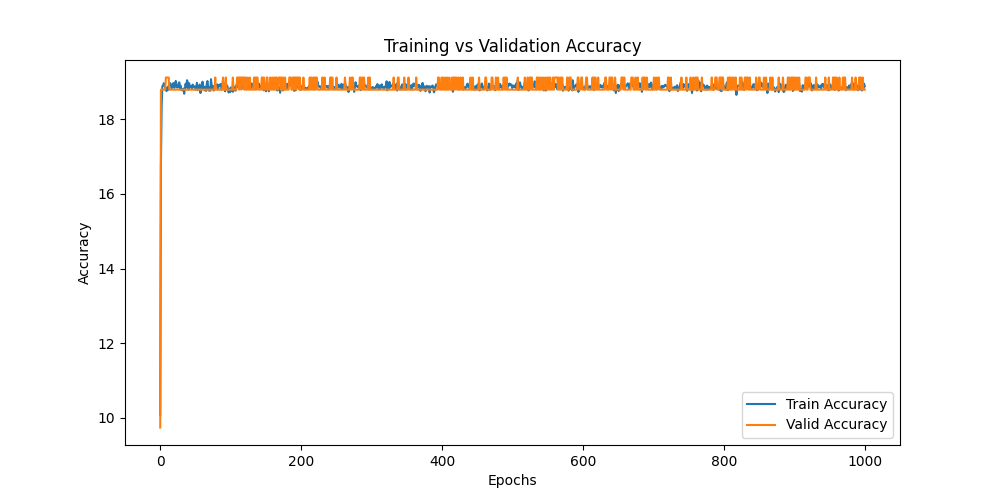 Training vs Validation Accuracy
Accuracy
18
16
14
12
10
Train Accuracy
Valid Accuracy
0 200 400 600 800 1000
Epochs